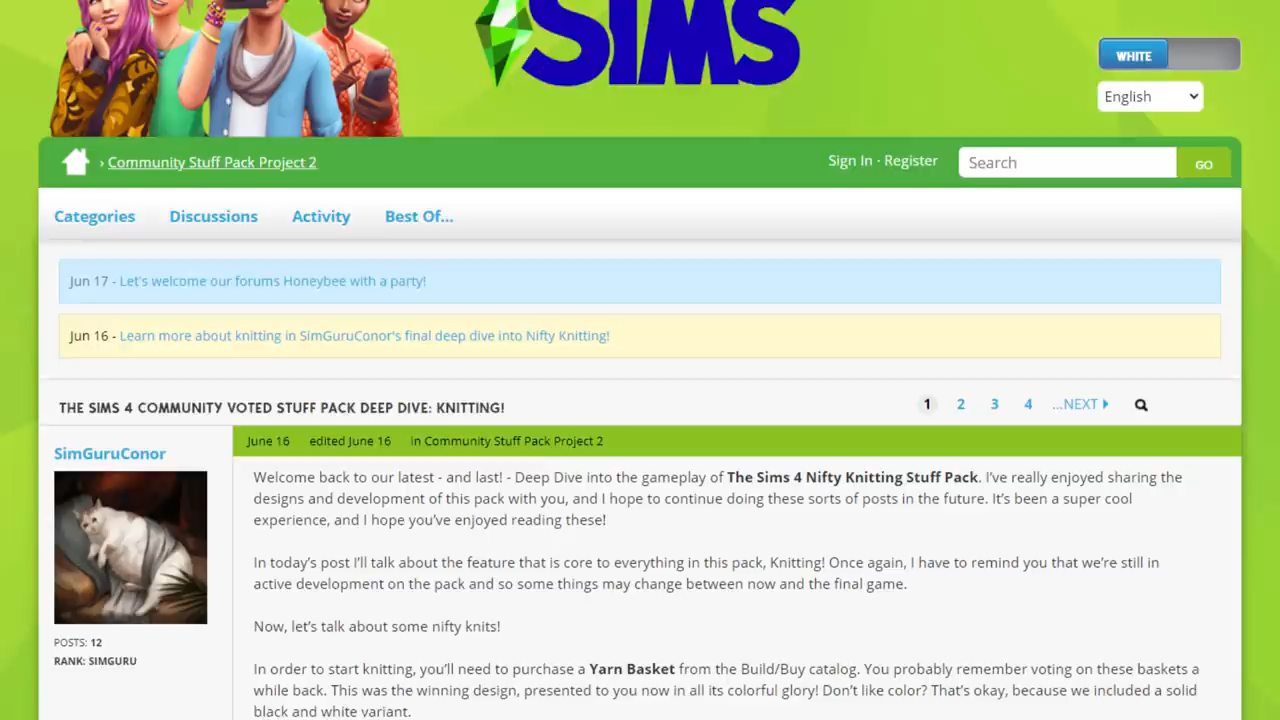 SIMS
WHITE
English
› Community Stuff Pack Project 2
Sign In · Register
Search
GO
Categories
Discussions
Activity
Best Of...
Jun 17 - Let's welcome our forums Honeybee with a party!
Jun 16 - Learn more about knitting in SimGuruConor's final deep dive into Nifty Knitting!
THE SIMS 4 COMMUNITY VOTED STUFF PACK DEEP DIVE: KNITTING!
1 2 3 4 ...NEXT
SimGuruConor
POSTS: 12
RANK: SIMGURU
June 16 edited June 16 in Community Stuff Pack Project 2
Welcome back to our latest - and last! - Deep Dive into the gameplay of The Sims 4 Nifty Knitting Stuff Pack. I've really enjoyed sharing the
designs and development of this pack with you, and I hope to continue doing these sorts of posts in the future. It's been a super cool
experience, and I hope you've enjoyed reading these!
In today's post I'll talk about the feature that is core to everything in this pack, Knitting! Once again, I have to remind you that we're still in
active development on the pack and so some things may change between now and the final game.
Now, let's talk about some nifty knits!
In order to start knitting, you'll need to purchase a Yarn Basket from the Build/Buy catalog. You probably remember voting on these baskets a
while back. This was the winning design, presented to you now in all its colorful glory! Don't like color? That's okay, because we included a solid
black and white variant.